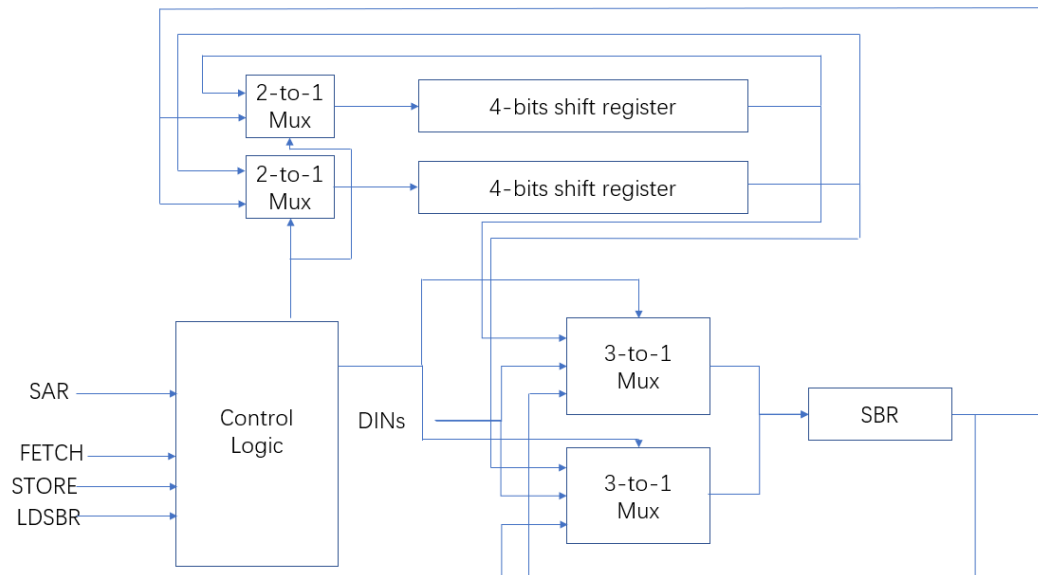 2-to-1
Mux
4-bits shift register
2-to-1
Mux
4-bits shift register
SAR
FETCH
STORE
LDSBR
Control
Logic
DINs
3-to-1
Mux
3-to-1
Mux
SBR